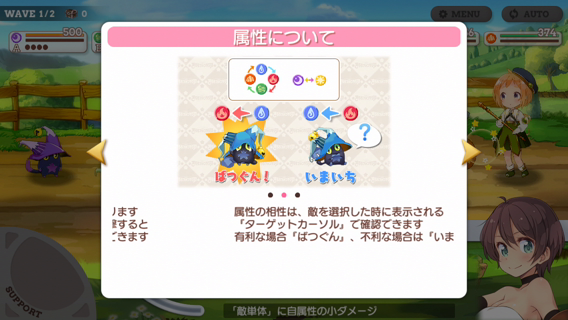 WAVE 1/2
0
MENU
AUTO
500
374
属性について
ばつぐん！
いまいち
?
ります
属性の相性は、敵を選択した時に表示される
すると
「ターゲットカーソル」で確認できます
できます
有利な場合「ばつぐん」、不利な場合は「いま
SUPPORT
「敵単体」に自属性の小ダメージ